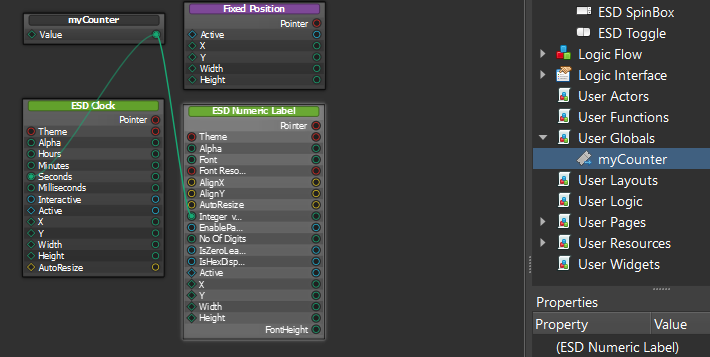 myCounter
Value
Fixed Position
Pointer
Active
X
Y
Width
Height
ESD Clock
Pointer
Theme
Alpha
Hours
Minutes
Seconds
Milliseconds
Interactive
Active
X
Y
Width
Height
AutoResize
ESD Numeric Label
Pointer
Theme
Alpha
Font
Font Reso...
AlignX
AlignY
AutoResize
Integer v...
EnablePa...
No Of Digits
IsZeroLea...
IsHexDisp...
Active
X
Y
Width
Height
FontHeight
ESD SpinBox
ESD Toggle
Logic Flow
Logic Interface
User Actors
User Functions
User Globals
myCounter
User Layouts
User Logic
User Pages
User Resources
User Widgets
Properties
Property Value
(ESD Numeric Label)